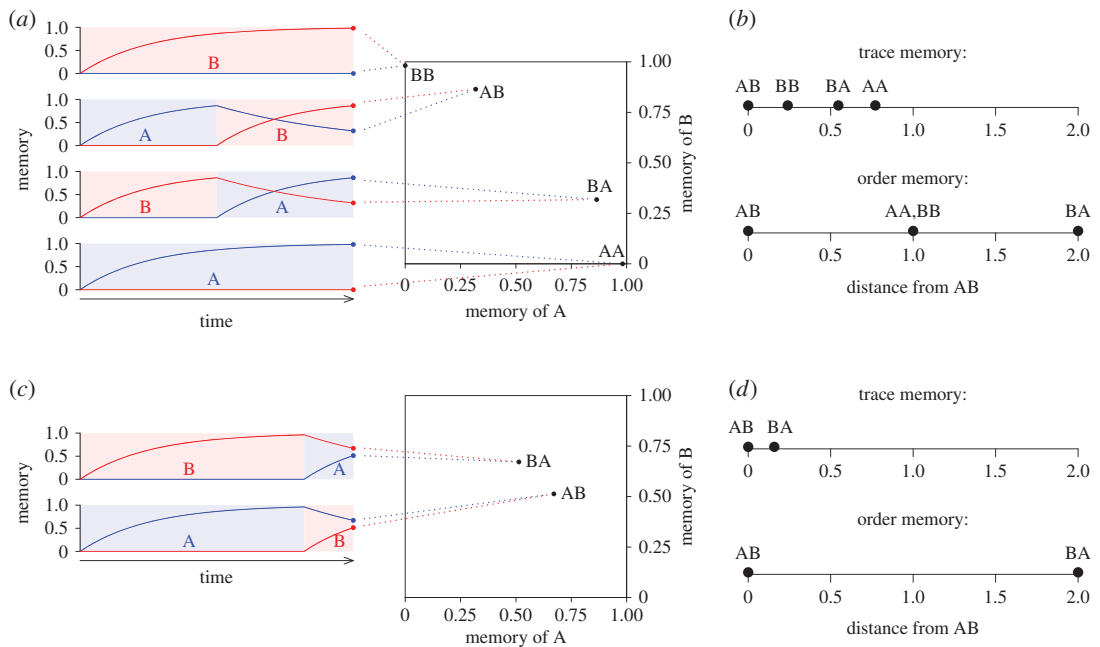 (a)
memory
1.0
0.5
0
B
1.0
0.5
0
A
B
1.0
0.5
0
B
A
1.0
0.5
0
A
time
BB
AB
BA
AA
1.00
0.75
0.50
0.25
0
memory of B
0 0.25 0.50 0.75 1.00
memory of A
(b)
trace memory:
AB BB BA AA
0 0.5 1.0 1.5 2.0
order memory:
AB AA,BB BA
0 0.5 1.0 1.5 2.0
distance from AB
(c)
memory
1.0
0.5
0
B
A
1.0
0.5
0
A
B
time
BA
AB
1.00
0.75
0.50
0.25
0
memory of B
0 0.25 0.50 0.75 1.00
memory of A
(d)
trace memory:
AB BA
0 0.5 1.0 1.5 2.0
order memory:
AB BA
0 0.5 1.0 1.5 2.0
distance from AB